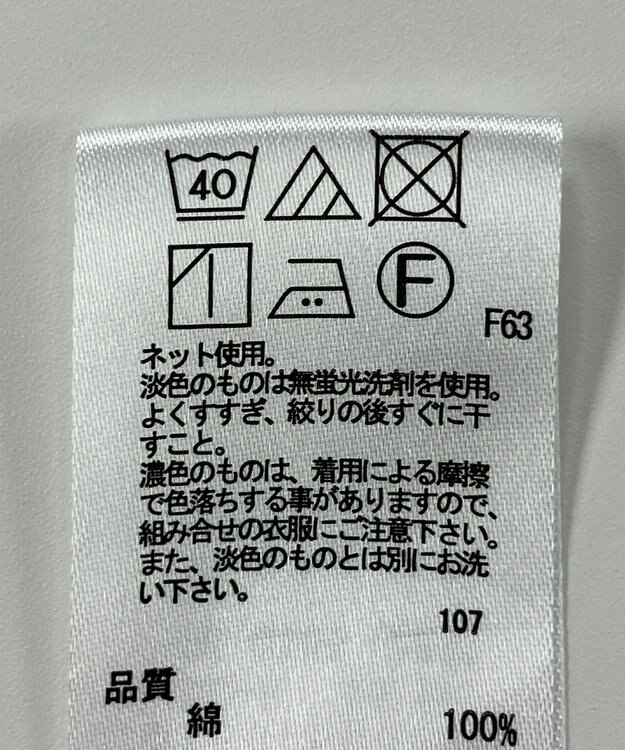 40
F
F63
ネット使用。
淡色のものは無蛍光洗剤を使用。
よくすすぎ、絞りの後すぐに干
すこと。
濃色のものは、着用による摩擦
で色落ちする事がありますので、
組み合せの衣服にご注意下さい。
また、淡色のものとは別にお洗
い下さい。
107
品質
綿 100%